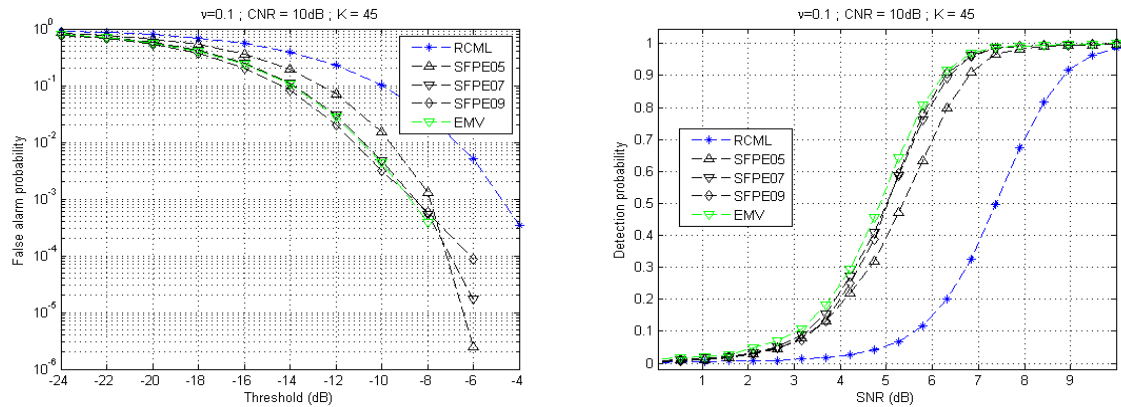 ν=0.1 ; CNR = 10dB ; K = 45
10^0
10^-1
10^-2
10^-3
10^-4
10^-5
10^-6
False alarm probability
RCML
SFPE05
SFPE07
SFPE09
EMV
-24 -22 -20 -18 -16 -14 -12 -10 -8 -6 -4
Threshold (dB)
ν=0.1 ; CNR = 10dB ; K = 45
1
0.9
0.8
0.7
0.6
0.5
0.4
0.3
0.2
0.1
0
Detection probability
RCML
SFPE05
SFPE07
SFPE09
EMV
1 2 3 4 5 6 7 8 9 10
SNR (dB)